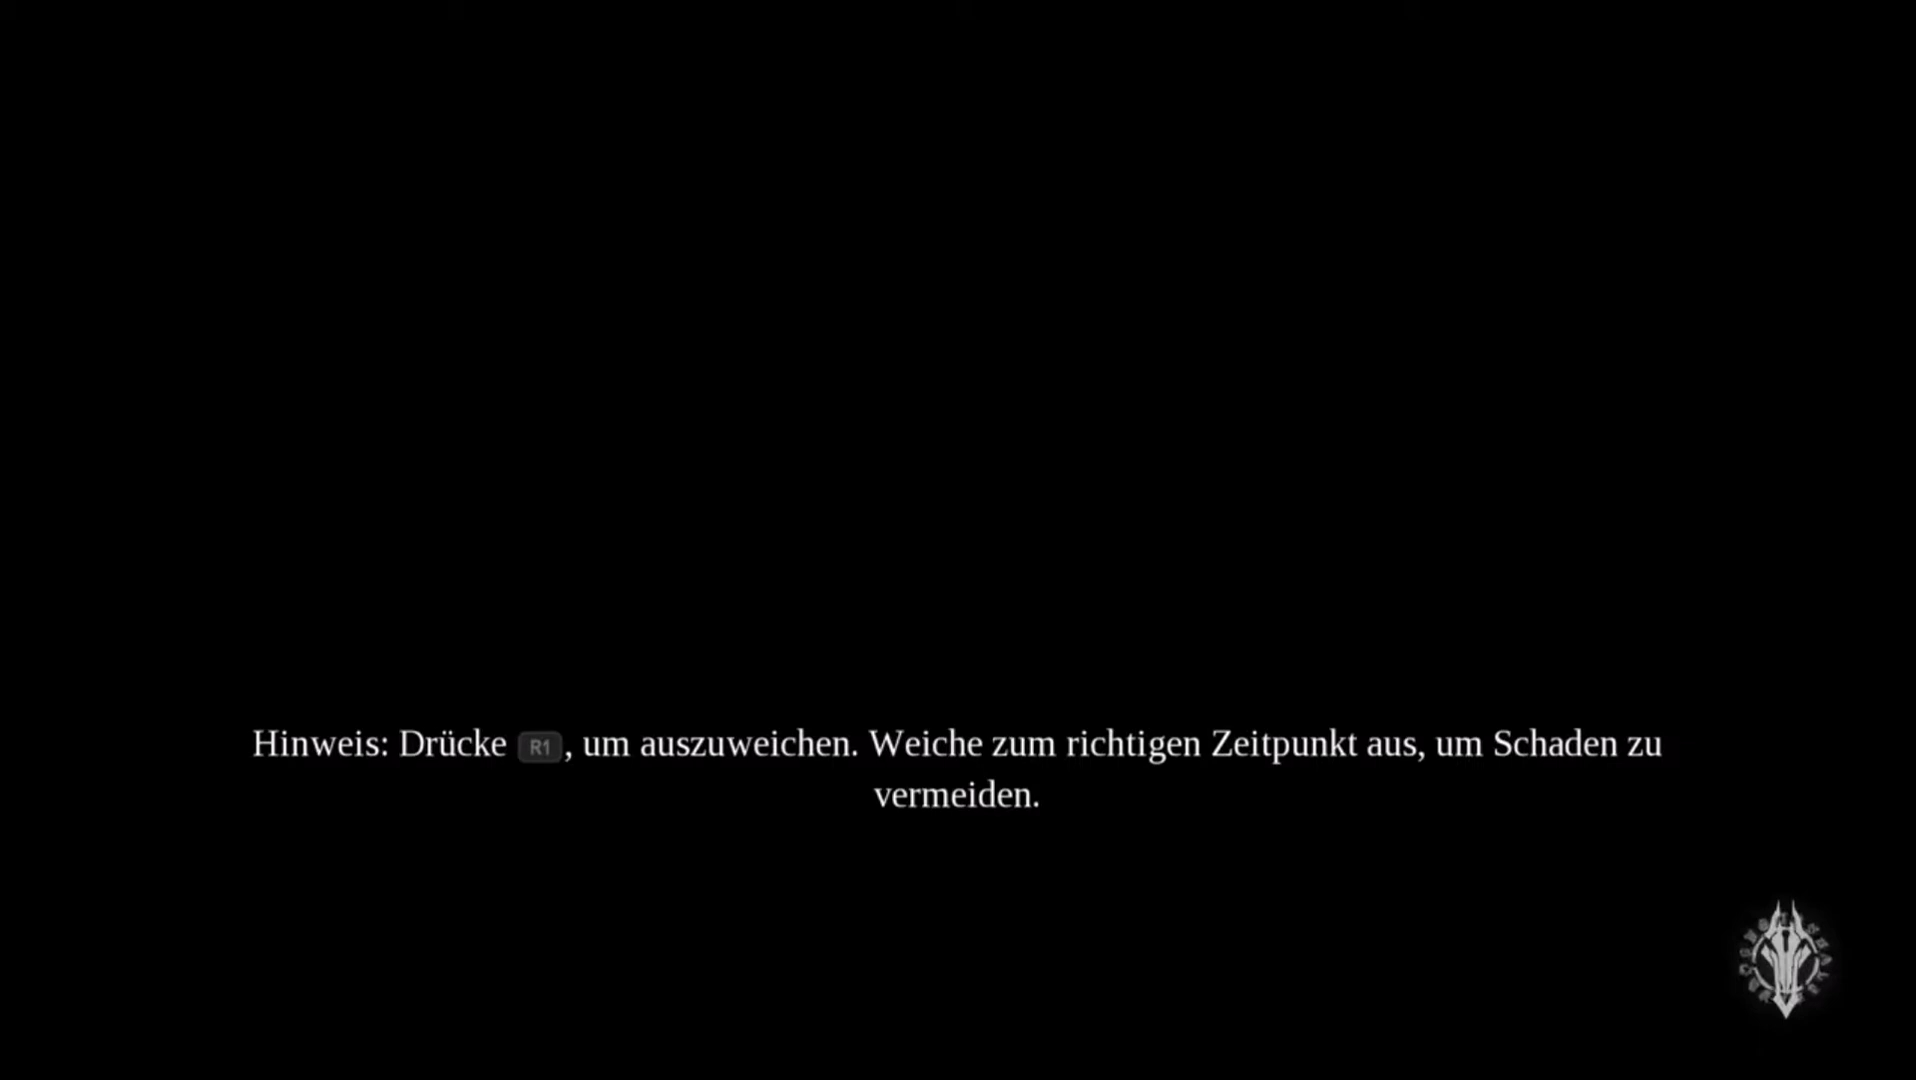 Hinweis: Drücke R1, um auszuweichen. Weiche zum richtigen Zeitpunkt aus, um Schaden zu
vermeiden.